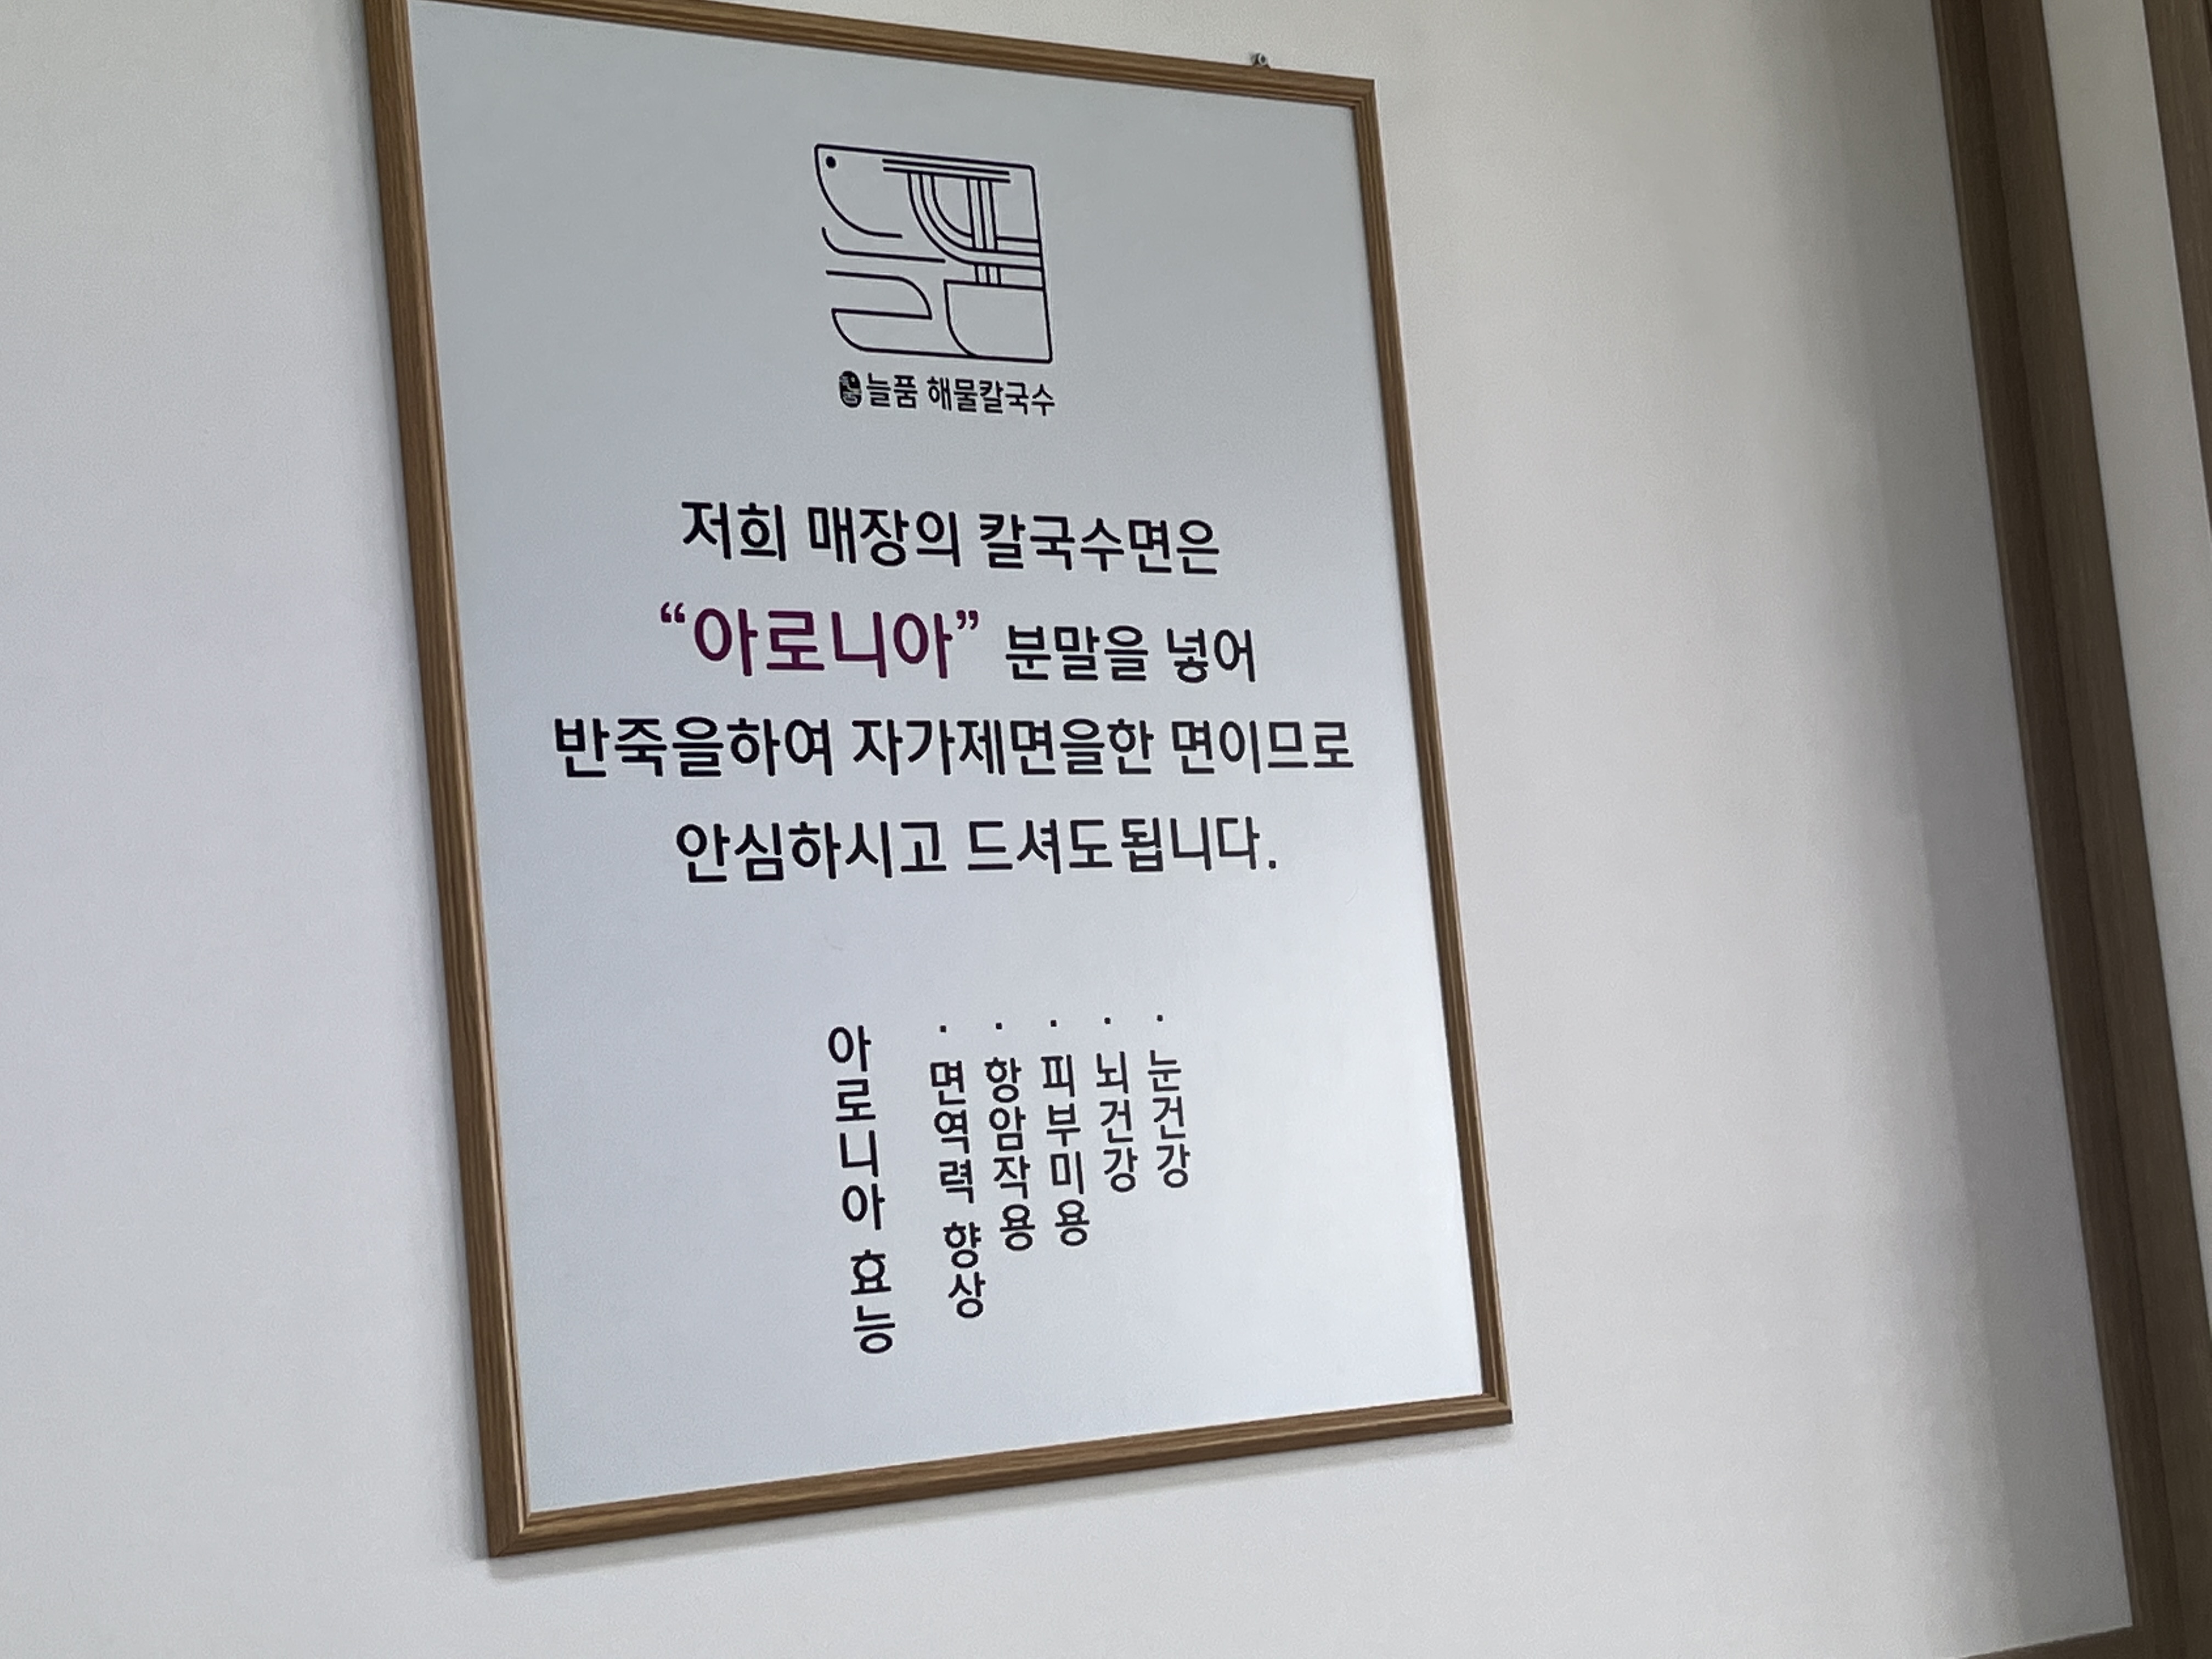 늘품 해물칼국수
저희 매장의 칼국수면은
“아로니아” 분말을 넣어
반죽을하여 자가제면을한 면이므로
안심하시고 드셔도됩니다.
아로니아 효능
· 면역력 향상
· 항암작용
· 피부미용
· 뇌건강
· 눈건강